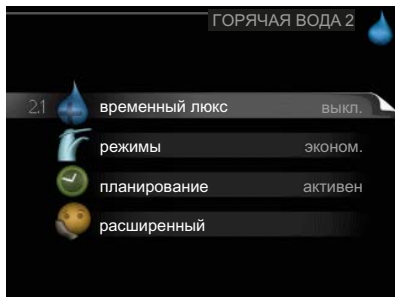 ГОРЯЧАЯ ВОДА 2
2.1 временный люкс выкл.
режимы эконом.
планирование активен
расширенный